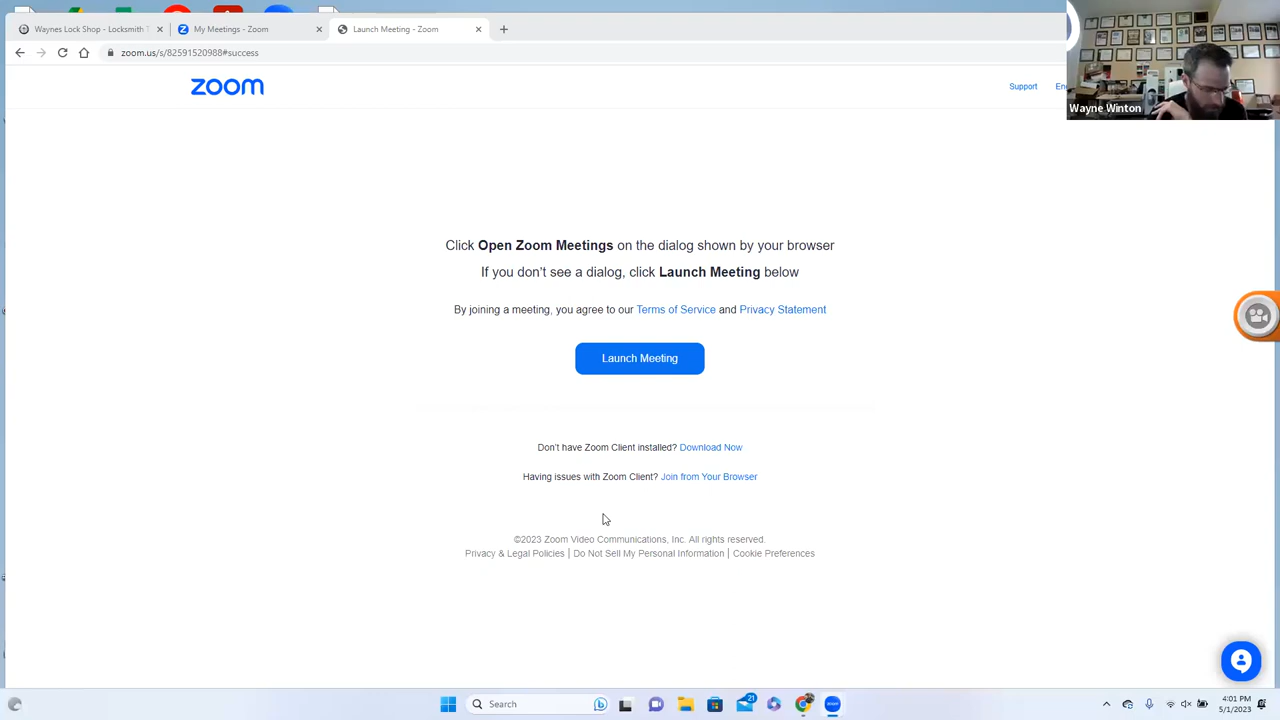 Waynes Lock Shop - Locksmith T
My Meetings - Zoom
Launch Meeting - Zoom
zoom.us/s/82591520988#success
zoom
Support
En
Wayne Winton
Click Open Zoom Meetings on the dialog shown by your browser
If you don't see a dialog, click Launch Meeting below
By joining a meeting, you agree to our Terms of Service and Privacy Statement
Launch Meeting
Don't have Zoom Client installed? Download Now
Having issues with Zoom Client? Join from Your Browser
©2023 Zoom Video Communications, Inc. All rights reserved.
Privacy & Legal Policies | Do Not Sell My Personal Information | Cookie Preferences
Search
21
zoom
4:01 PM
5/1/2023